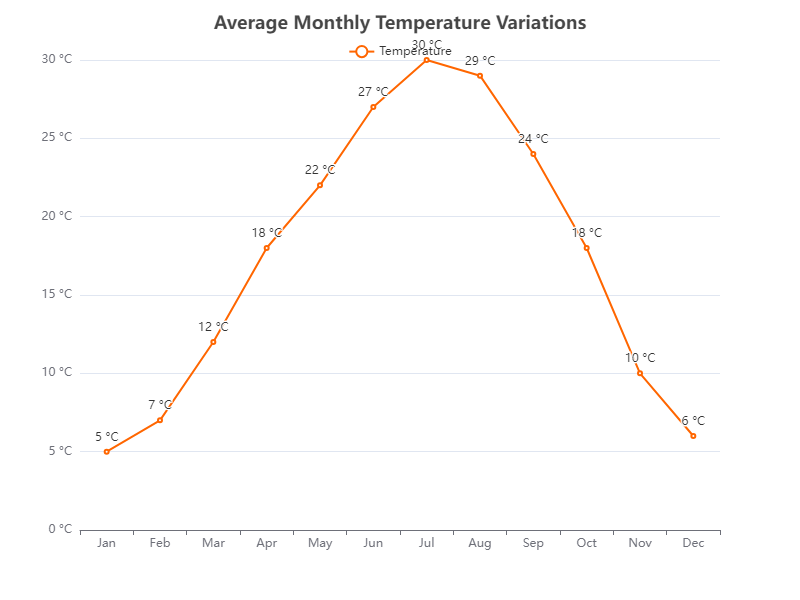 Average Monthly Temperature Variations
Temperature
30 °C
25 °C
20 °C
15 °C
10 °C
5 °C
0 °C
5 °C
7 °C
12 °C
18 °C
22 °C
27 °C
30 °C
29 °C
24 °C
18 °C
10 °C
6 °C
Jan Feb Mar Apr May Jun Jul Aug Sep Oct Nov Dec